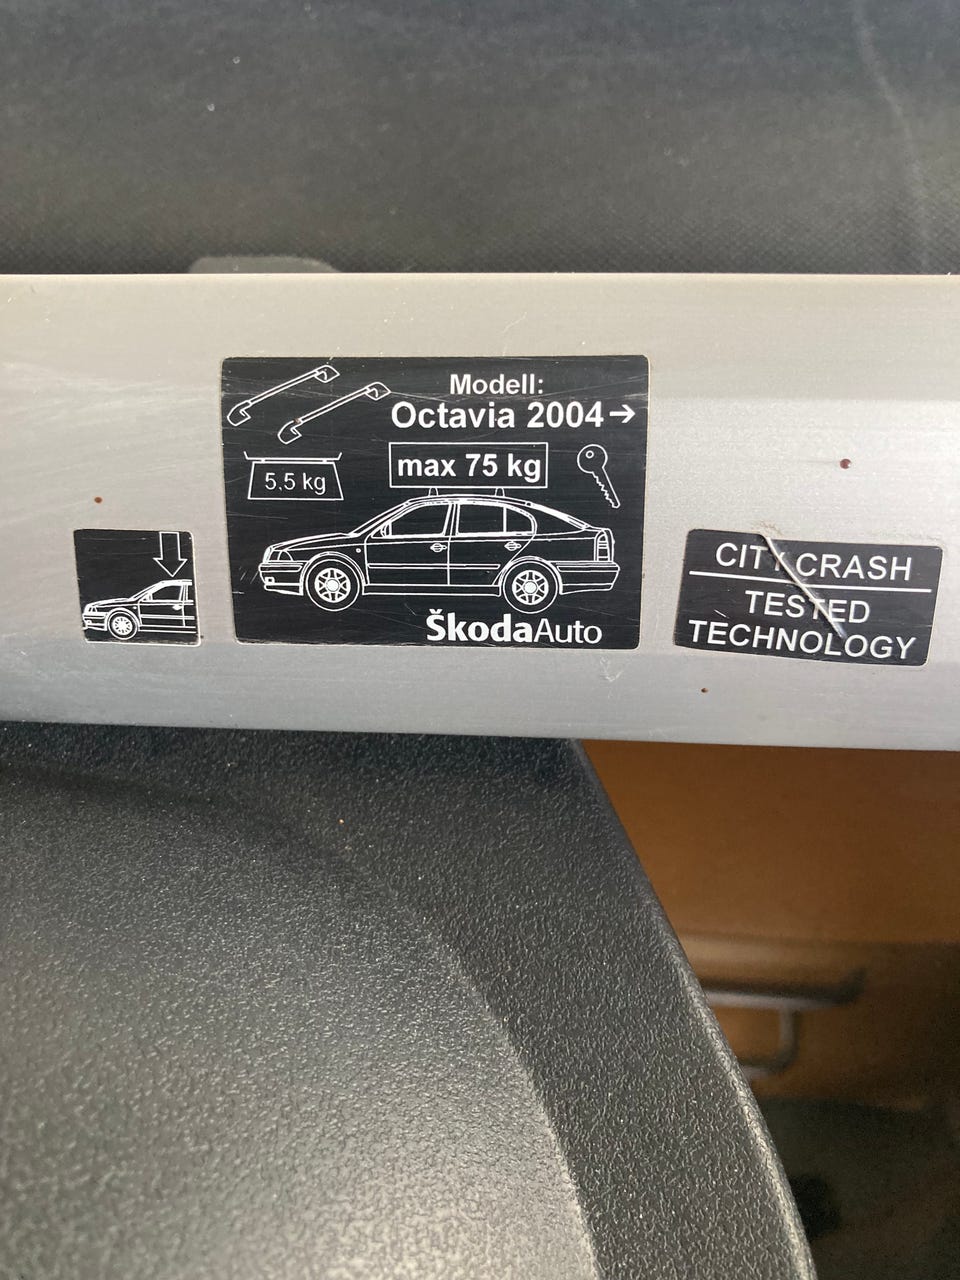 Modell:
Octavia 2004→
max 75 kg
5,5 kg
ŠkodaAuto
CITY CRASH
TESTED
TECHNOLOGY